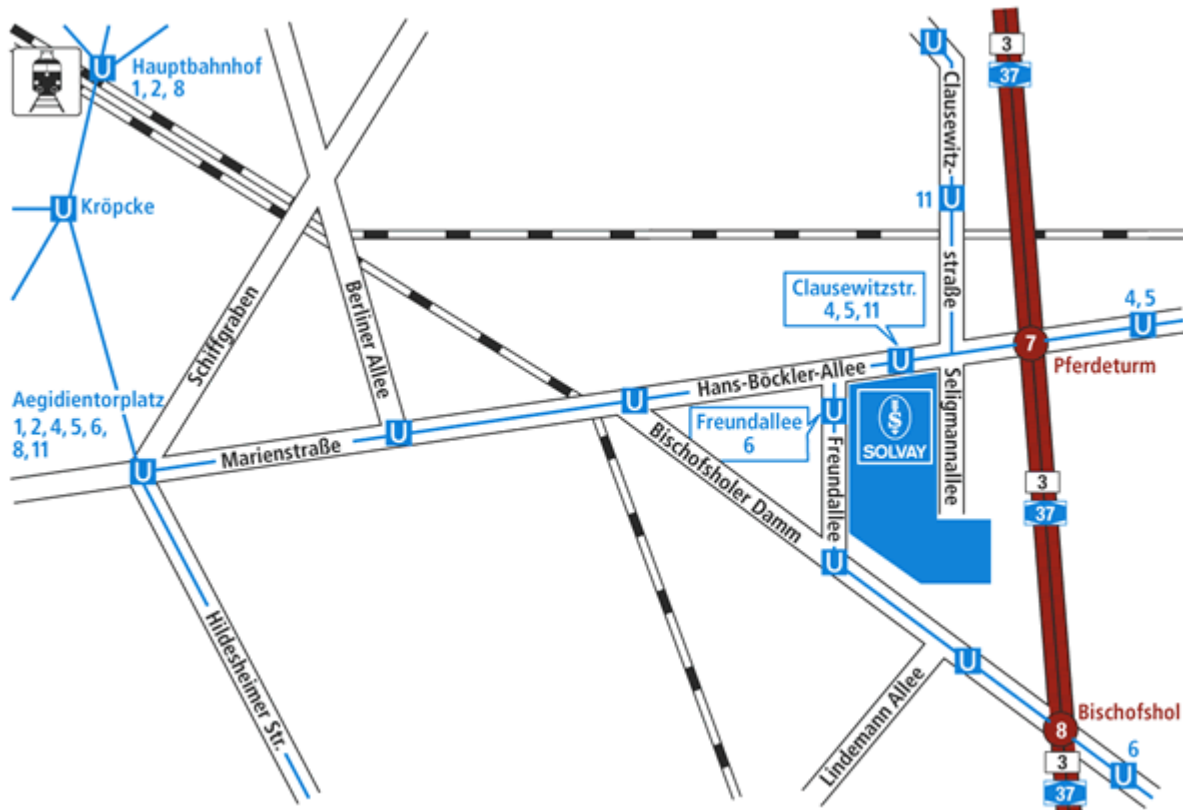 U
3
37
U
Hauptbahnhof
1, 2, 8
Clausewitz-
straße
11
U
U
Kröpcke
Schiffgraben
Berliner Allee
Clausewitzstr.
4, 5, 11
4, 5
U
7
Pferdeturm
U
Hans-Böckler-Allee
Seligmannallee
Aegidientorplatz
1, 2, 4, 5, 6,
8, 11
U
Marienstraße
U
U
Freundallee
6
U
Freundallee
SOLVAY
Bischofsholer Damm
3
37
U
Hildesheimer Str.
U
Lindemann Allee
Bischofshol
8
3
37
6
U